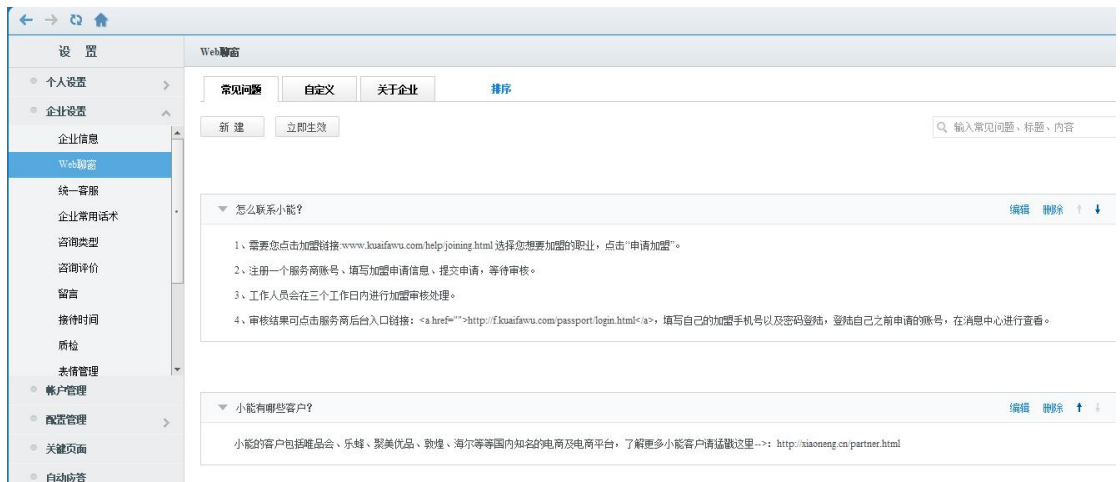 设 置
个人设置
企业设置
企业信息
Web聊窗
统一客服
企业常用话术
咨询类型
咨询评价
留言
接待时间
质检
表情管理
帐户管理
配置管理
关键页面
自动应答
Web聊窗
常见问题 自定义 关于企业 排序
新 建 立即生效 输入常见问题、标题、内容
怎么联系小能? 编辑 删除
1、需要您点击加盟链接:www.kuaifawu.com/help/joining.html 选择您想要加盟的职业，点击“申请加盟”。
2、注册一个服务商账号、填写加盟申请信息、提交申请，等待审核。
3、工作人员会在三个工作日内进行加盟审核处理。
4、审核结果可点击服务商后台入口链接：<a href="">http://f.kuaifawu.com/passport/login.html</a>，填写自己的加盟手机号以及密码登陆，登陆自己之前申请的账号，在消息中心进行查看。
小能有哪些客户? 编辑 删除
小能的客户包括唯品会、乐蜂、聚美优品、敦煌、海尔等等国内知名的电商及电商平台，了解更多小能客户请猛戳这里-->：http://xiaoneng.cn/partner.html